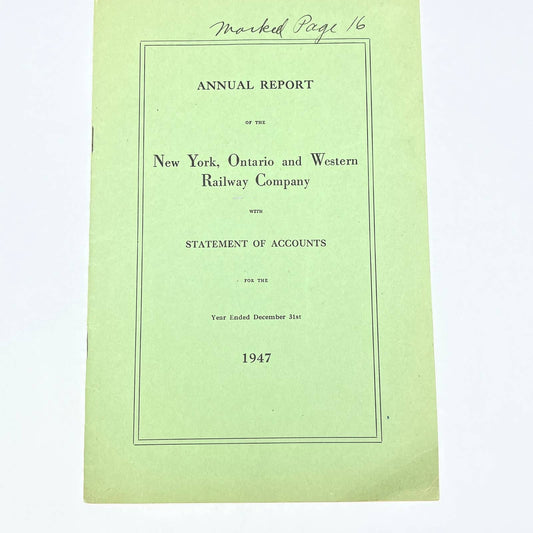 Marked Page 16
ANNUAL REPORT
OF THE
New York, Ontario and Western
Railway Company
WITH
STATEMENT OF ACCOUNTS
FOR THE
Year Ended December 31st
1947